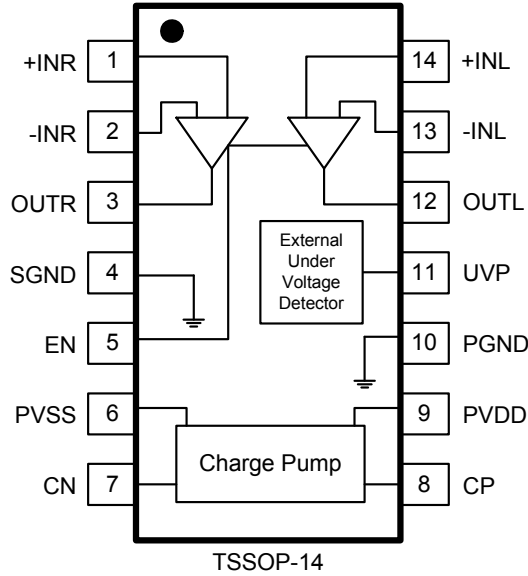 +INR 1 14 +INL
-INR 2 13 -INL
OUTR 3 12 OUTL
External
Under
Voltage
Detector
SGND 4 11 UVP
EN 5 10 PGND
PVSS 6 9 PVDD
Charge Pump
CN 7 8 CP
TSSOP-14